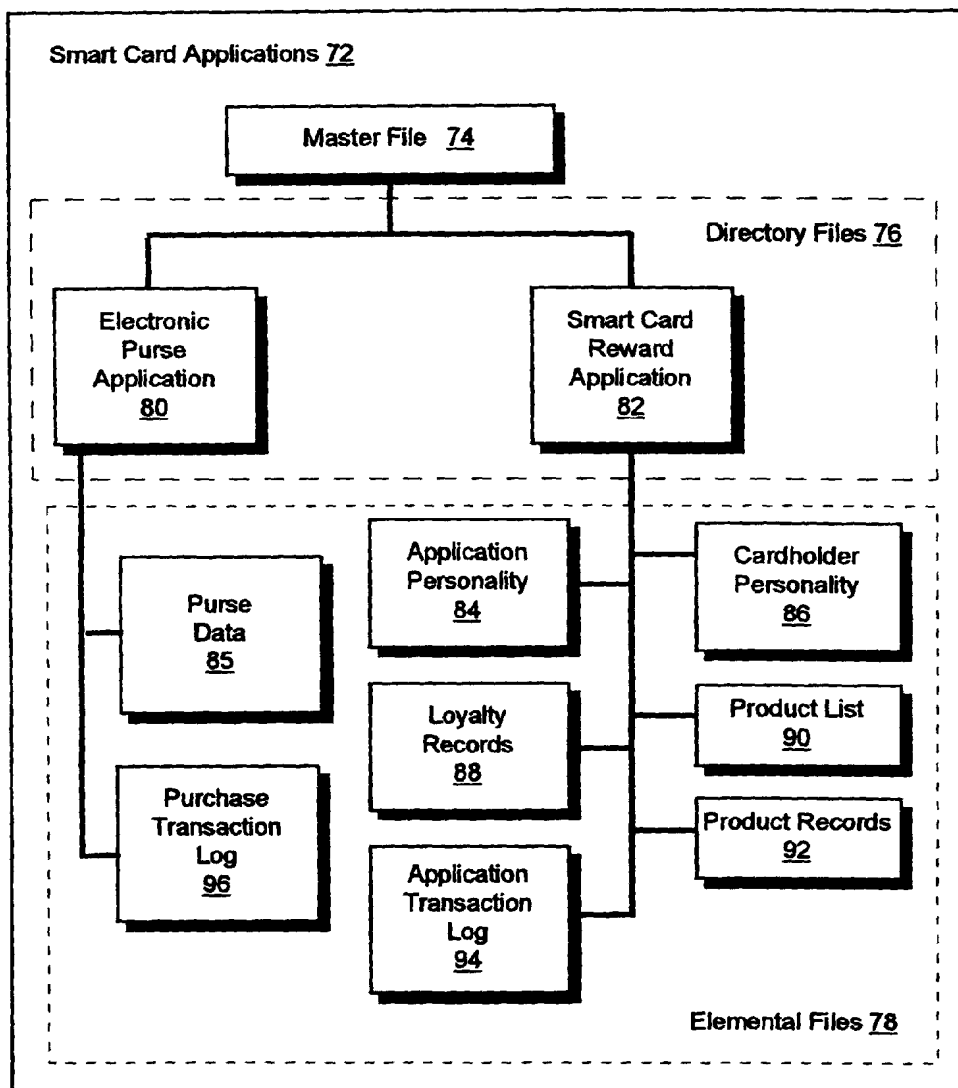 Smart Card Applications 72
Master File 74
Directory Files 76
Electronic
Purse
Application
80
Smart Card
Reward
Application
82
Application
Personality
84
Cardholder
Personality
86
Purse
Data
85
Loyalty
Records
88
Product List
90
Purchase
Transaction
Log
96
Product Records
92
Application
Transaction
Log
94
Elemental Files 78